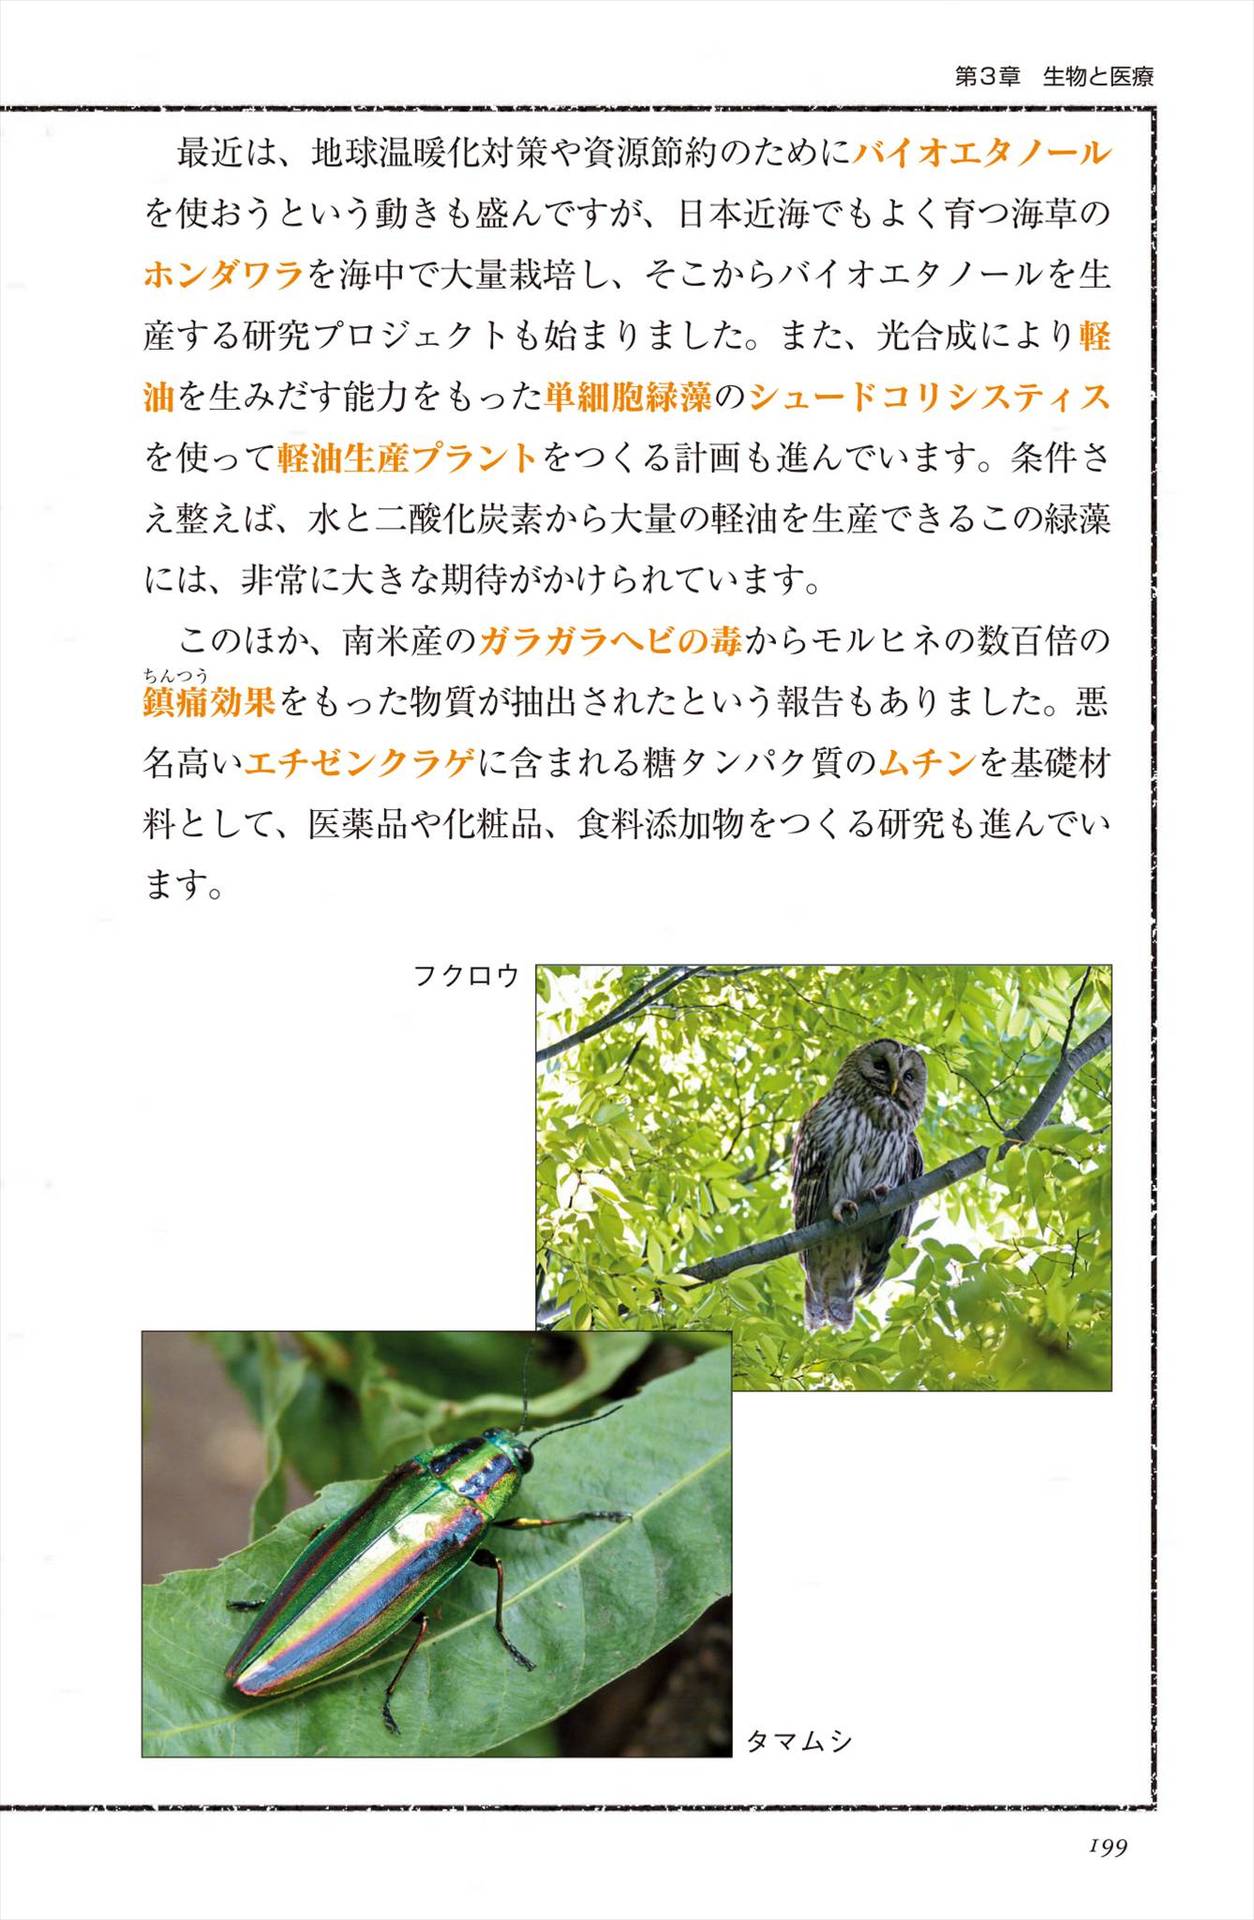 第3章　生物と医療
最近は、地球温暖化対策や資源節約のためにバイオエタノール
を使おうという動きも盛んですが、日本近海でもよく育つ海草の
ホンダワラを海中で大量栽培し、そこからバイオエタノールを生
産する研究プロジェクトも始まりました。また、光合成により軽
油を生みだす能力をもった単細胞緑藻のシュードコリシスティス
を使って軽油生産プラントをつくる計画も進んでいます。条件さ
え整えば、水と二酸化炭素から大量の軽油を生産できるこの緑藻
には、非常に大きな期待がかけられています。
このほか、南米産のガラガラヘビの毒からモルヒネの数百倍の
ちんつう
鎮痛効果をもった物質が抽出されたという報告もありました。悪
名高いエチゼンクラゲに含まれる糖タンパク質のムチンを基礎材
料として、医薬品や化粧品、食料添加物をつくる研究も進んでい
ます。
フクロウ
タマムシ
199